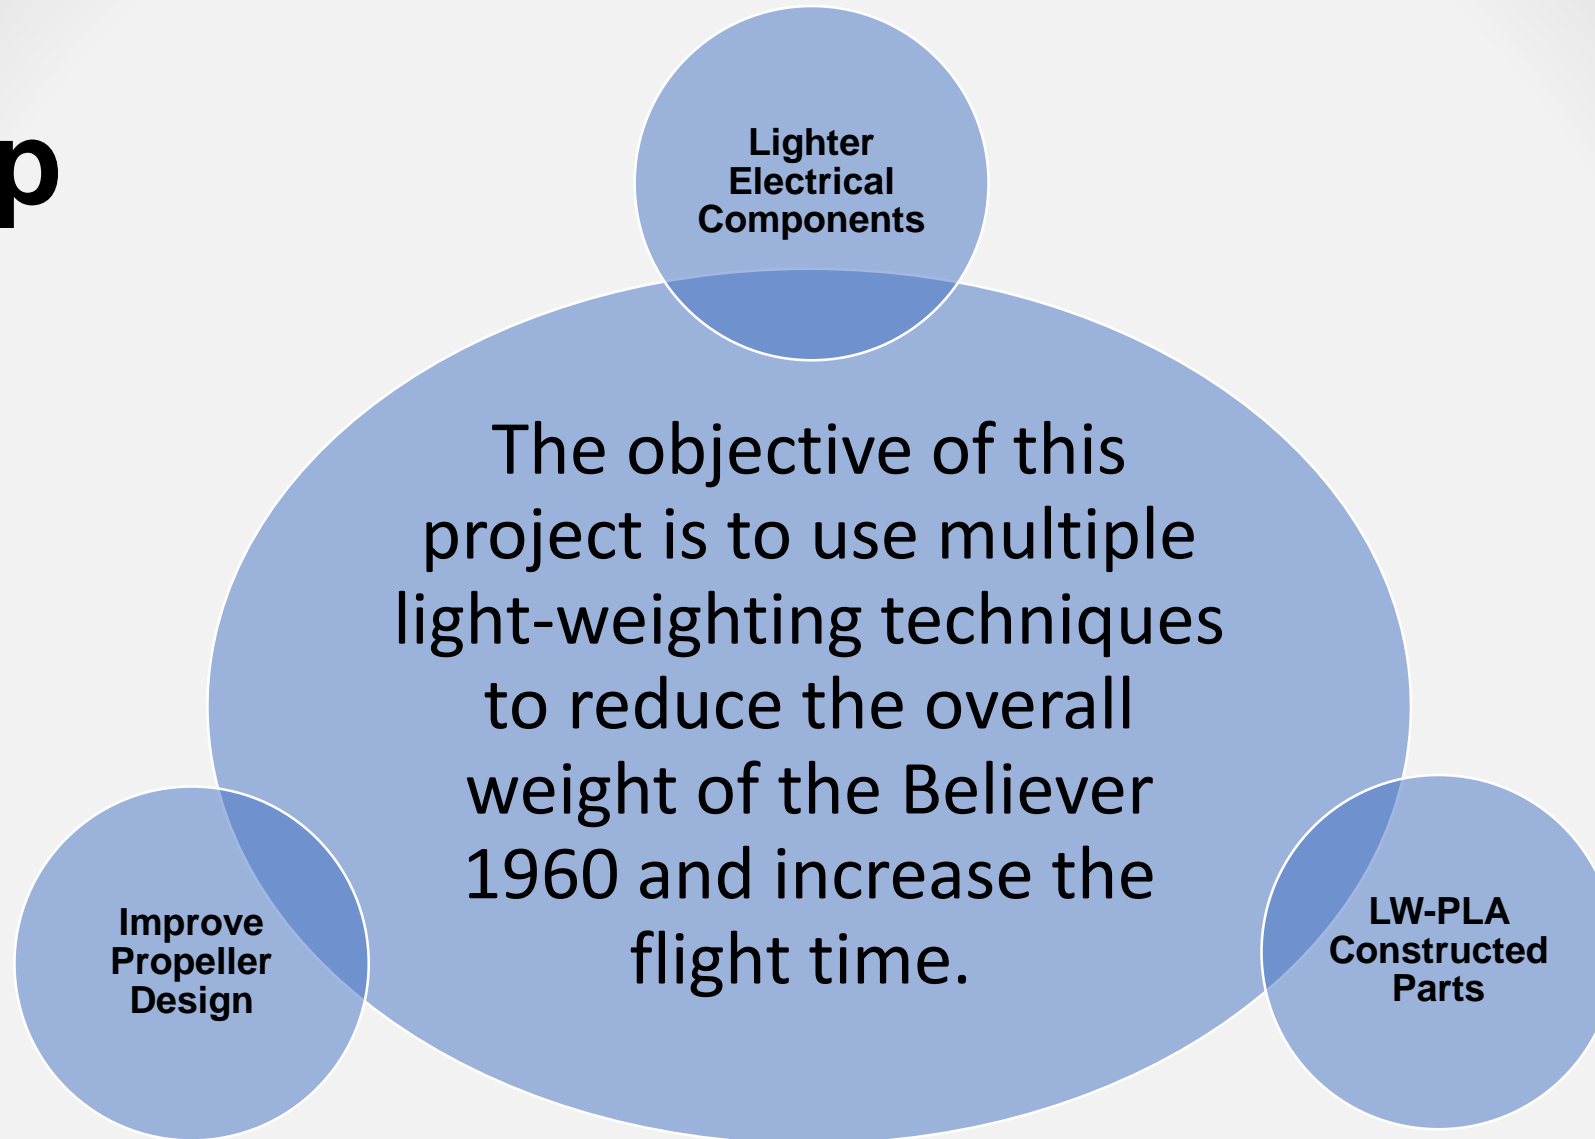 p
Lighter
Electrical
Components
The objective of this
project is to use multiple
light-weighting techniques
to reduce the overall
weight of the Believer
1960 and increase the
flight time.
Improve
Propeller
Design
LW-PLA
Constructed
Parts